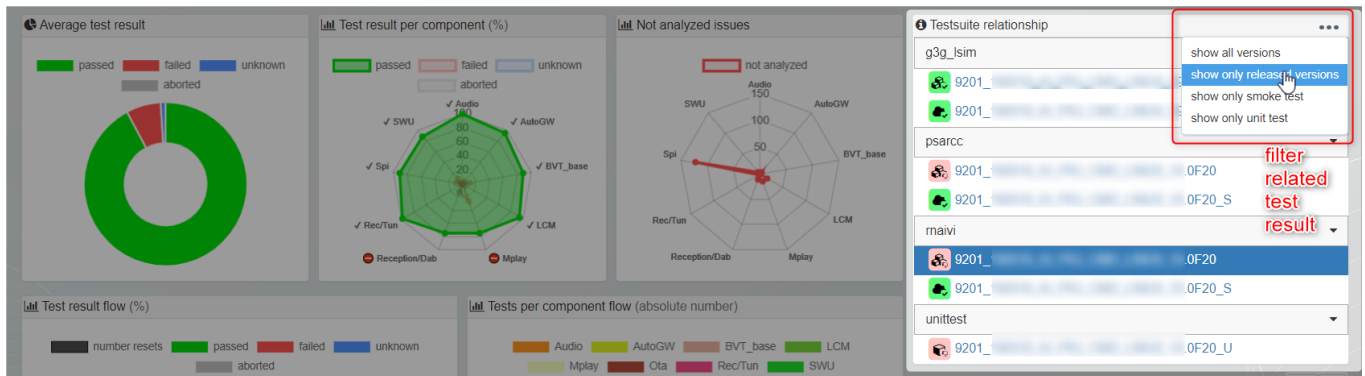 Average test result
passed
failed
unknown
aborted
Test result per component (%)
passed
failed
unknown
aborted
✓ Audio
✓ AutoGW
✓ BVT_base
✓ LCM
Mplay
Reception/Dab
✓ Rec/Tun
✓ Spi
✓ SWU
100
80
60
40
20
Not analyzed issues
not analyzed
Audio
AutoGW
BVT_base
LCM
Mplay
Reception/Dab
Rec/Tun
Spi
SWU
150
100
50
Testsuite relationship
show all versions
show only released versions
show only smoke test
show only unit test
g3g_lsim
9201_
9201_
psarcc
9201_ .0F20
9201_ .0F20_S
rnaivi
9201_ .0F20
9201_ .0F20_S
unittest
9201_ .0F20_U
filter
related
test
result
Test result flow (%)
number resets
passed
failed
unknown
aborted
Tests per component flow (absolute number)
Audio
AutoGW
BVT_base
LCM
Mplay
Ota
Rec/Tun
SWU